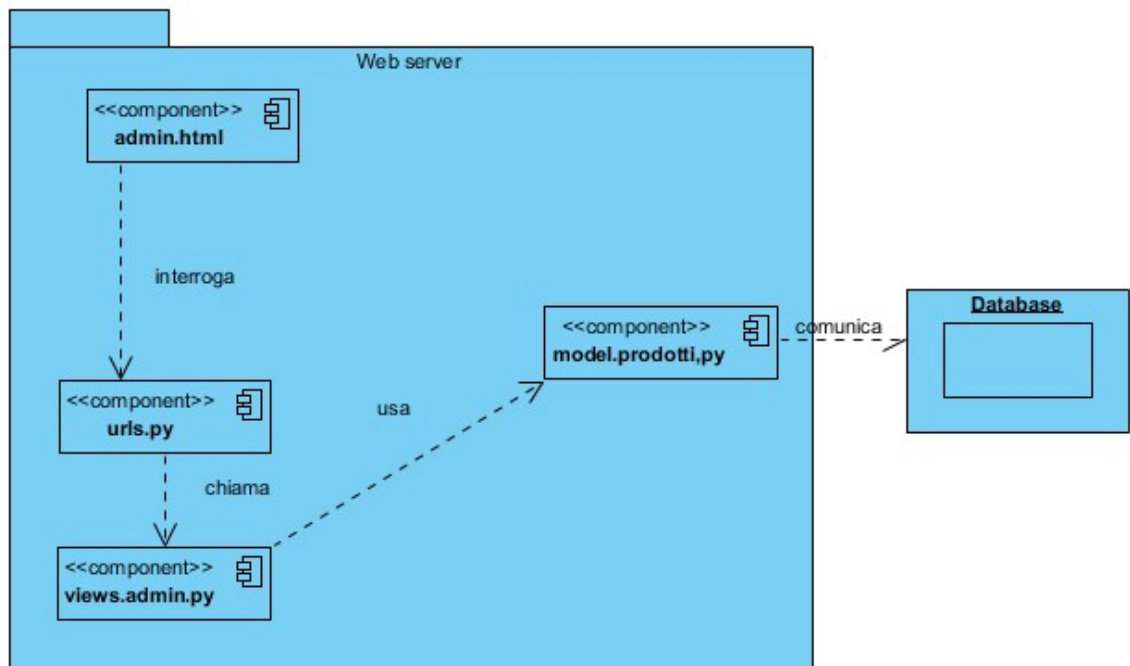 Web server
<<component>>
admin.html
interroga
<<component>>
urls.py
chiama
<<component>>
views.admin.py
usa
<<component>>
model.prodotti,py
comunica
Database